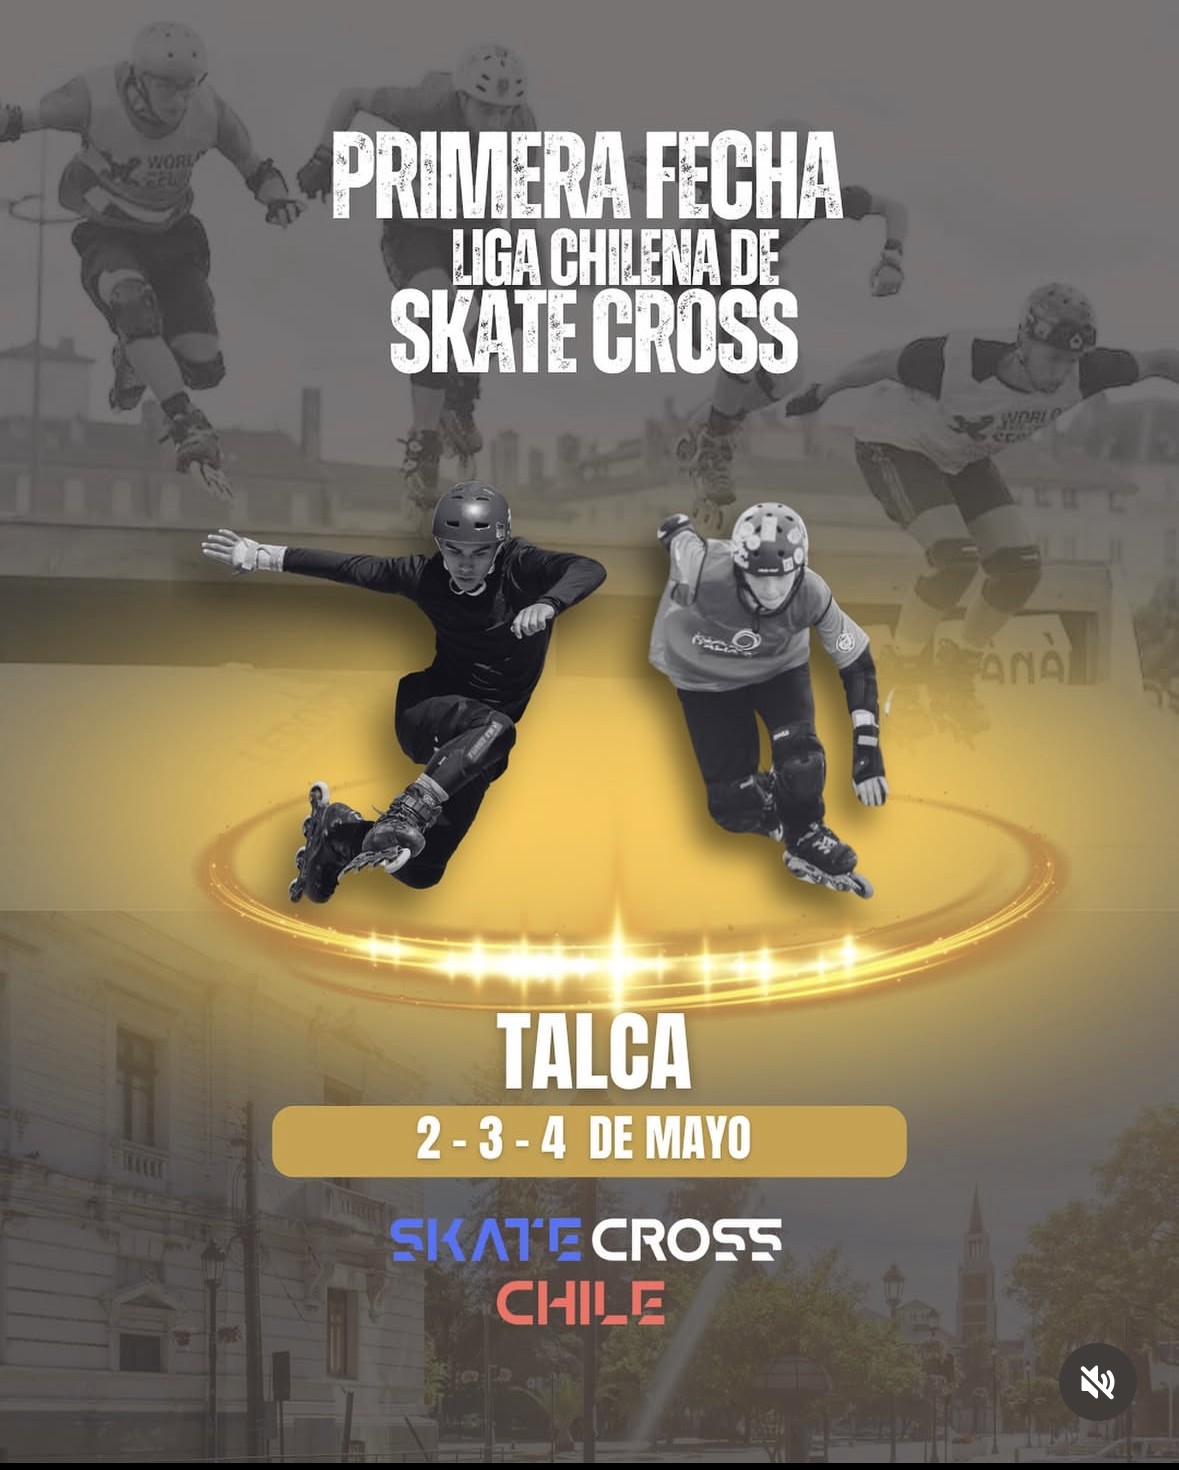 PRIMERA FECHA
LIGA CHILENA DE
SKATE CROSS
TALCA
2 - 3 - 4 DE MAYO
SKATE CROSS
CHILE